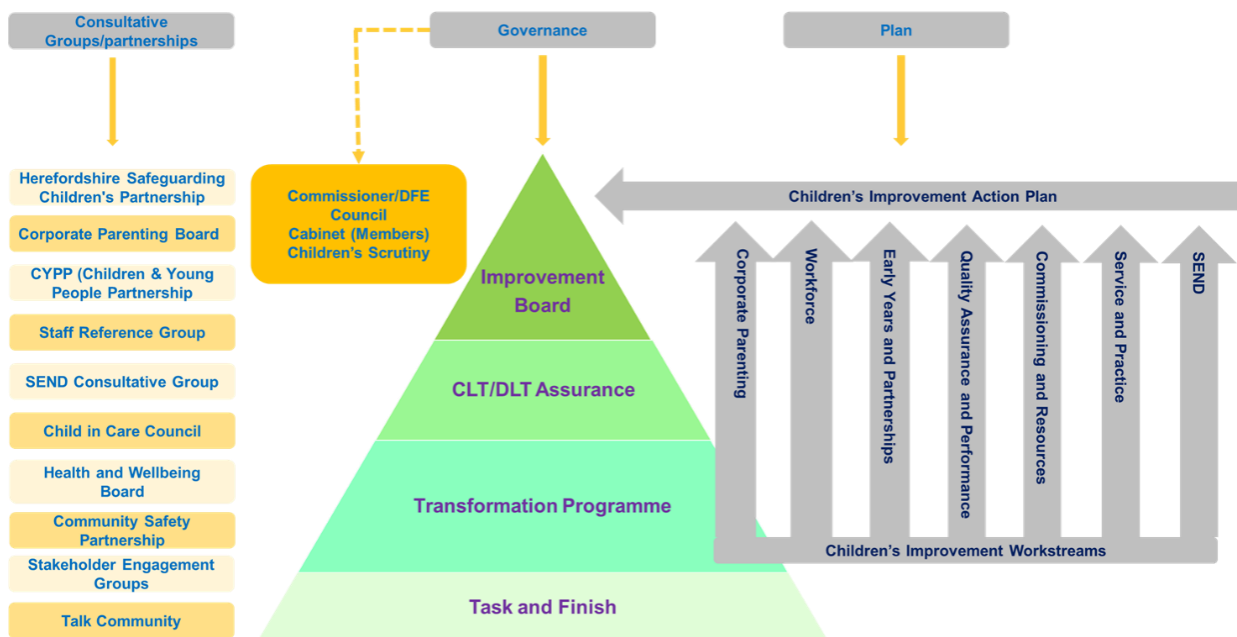 Consultative
Groups/partnerships
Governance
Plan
Herefordshire Safeguarding
Children's Partnership
Corporate Parenting Board
CYPP (Children & Young
People Partnership
Staff Reference Group
SEND Consultative Group
Child in Care Council
Health and Wellbeing
Board
Community Safety
Partnership
Stakeholder Engagement
Groups
Talk Community
Commissioner/DFE
Council
Cabinet (Members)
Children's Scrutiny
Improvement
Board
CLT/DLT Assurance
Transformation Programme
Task and Finish
Children's Improvement Action Plan
Corporate Parenting
Workforce
Early Years and Partnerships
Quality Assurance and Performance
Commissioning and Resources
Service and Practice
SEND
Children's Improvement Workstreams